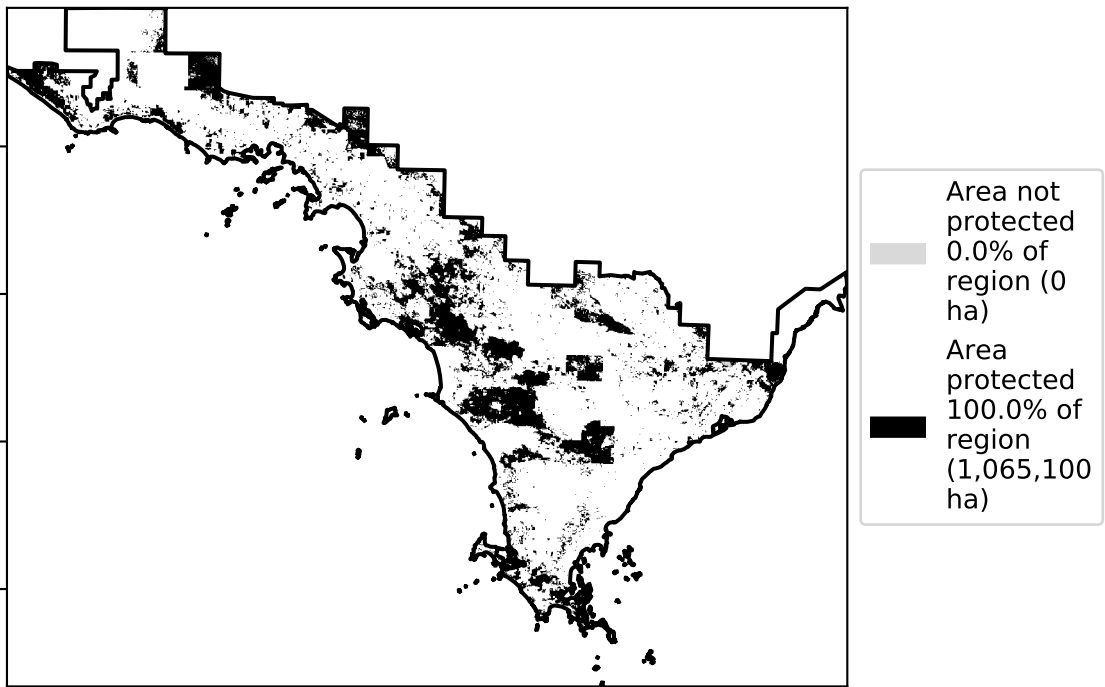 Area not
protected
0.0% of
region (0
ha)
Area
protected
100.0% of
region
(1,065,100
ha)